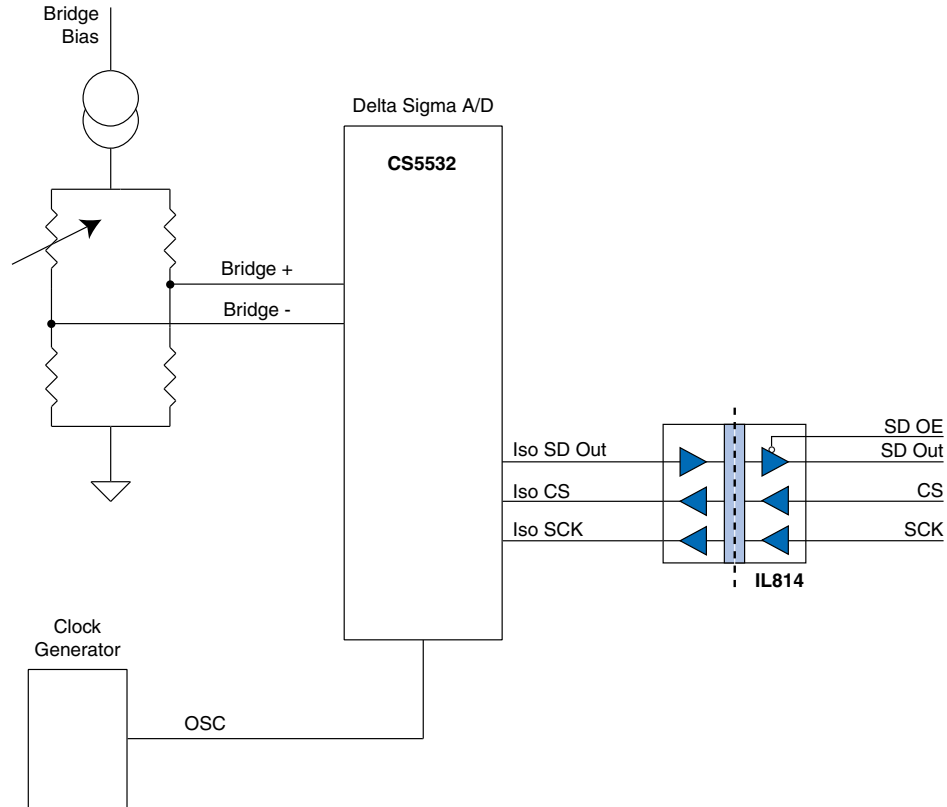 Bridge
Bias
Delta Sigma A/D
CS5532
Bridge +
Bridge -
Iso SD Out
Iso CS
Iso SCK
SD OE
SD Out
CS
SCK
IL814
Clock
Generator
OSC